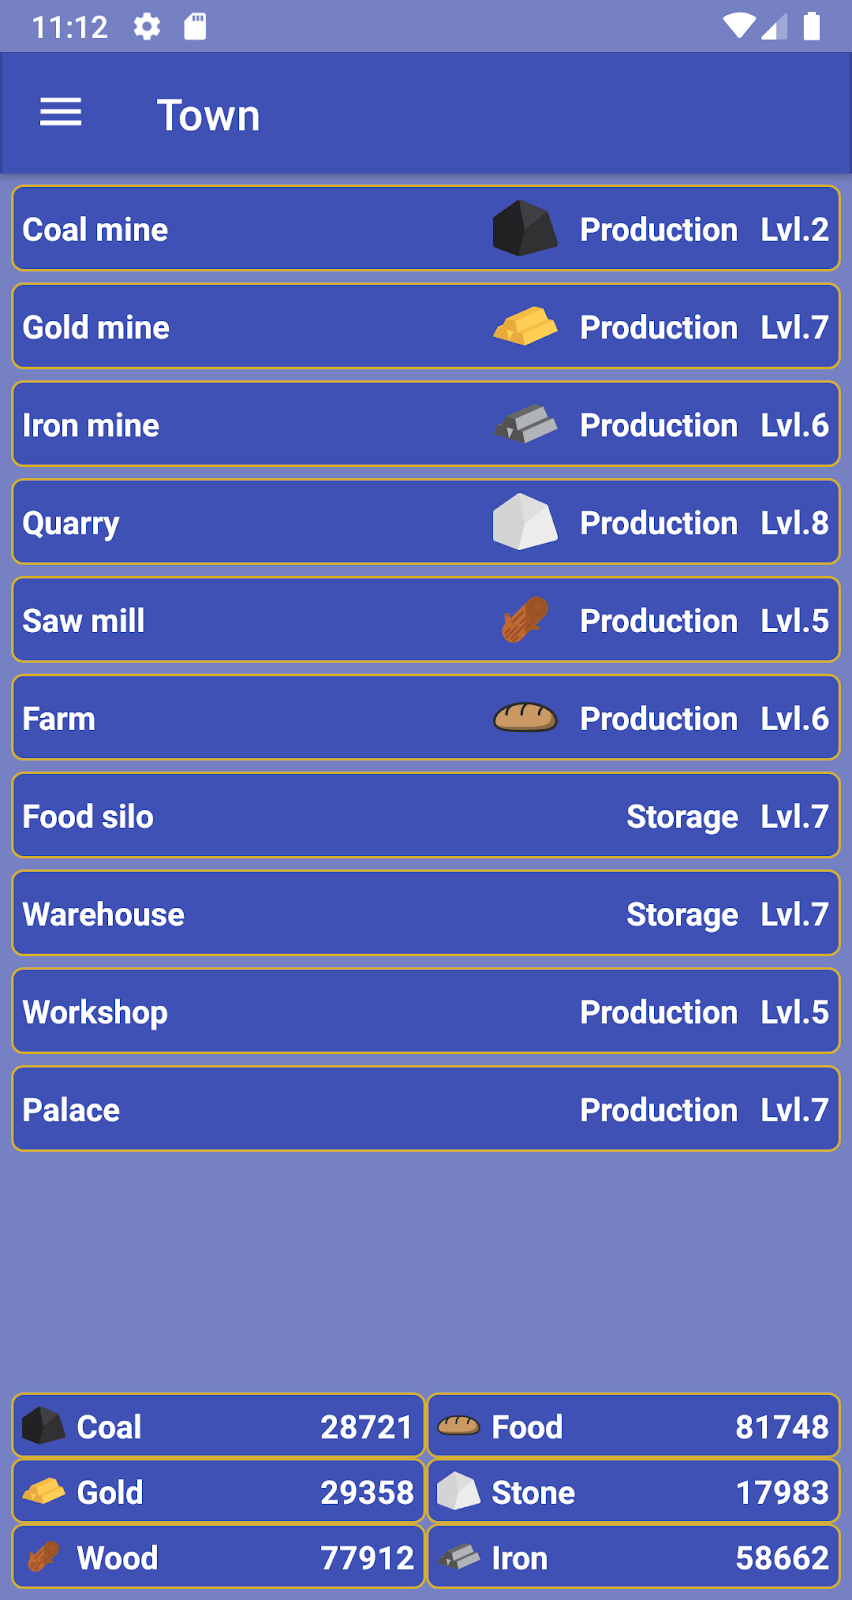 11:12
Town
Coal mine Production Lvl.2
Gold mine Production Lvl.7
Iron mine Production Lvl.6
Quarry Production Lvl.8
Saw mill Production Lvl.5
Farm Production Lvl.6
Food silo Storage Lvl.7
Warehouse Storage Lvl.7
Workshop Production Lvl.5
Palace Production Lvl.7
Coal 28721 Food 81748
Gold 29358 Stone 17983
Wood 77912 Iron 58662